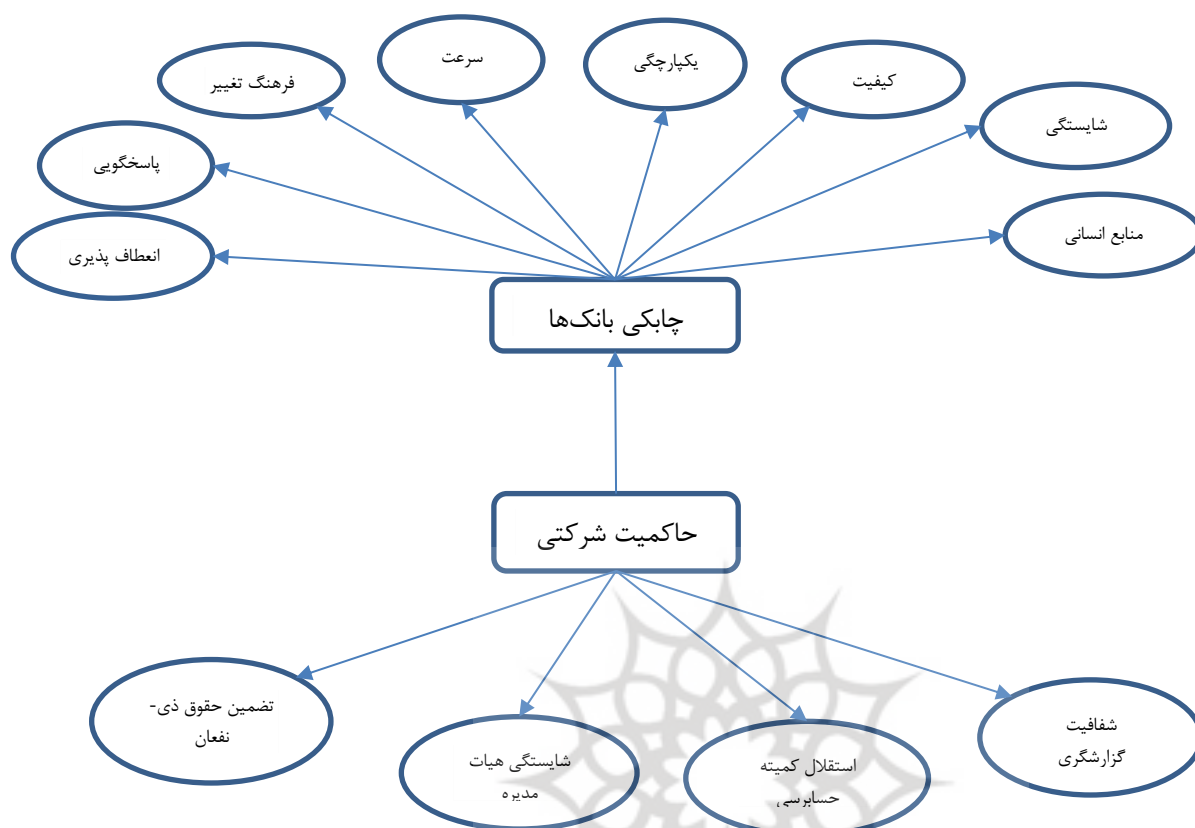 سرعت
یکپارچگی
کیفیت
فرهنگ تغییر
شایستگی
پاسخگویی
منابع انسانی
انعطاف پذیری
چابکی بانک‌ها
حاکمیت شرکتی
تضمین حقوق ذی-
نفعان
شایستگی هیات
مدیره
استقلال کمیته
حسابرسی
شفافیت
گزارشگری